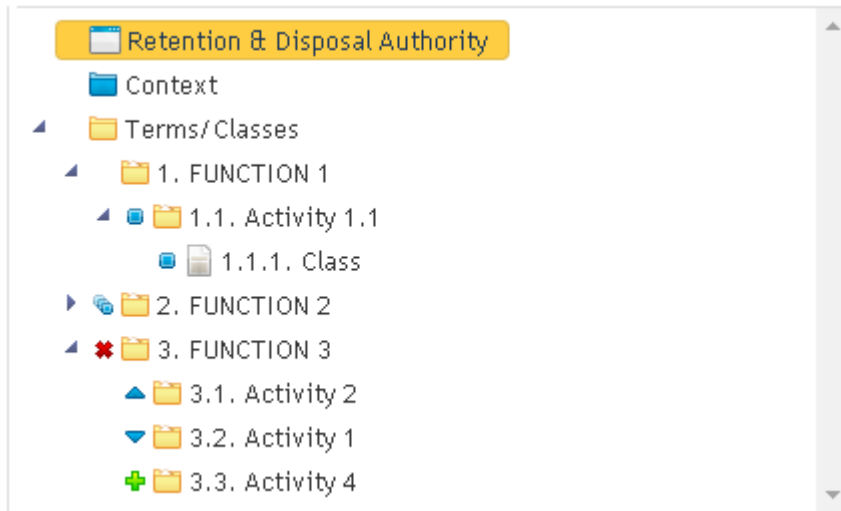 Retention & Disposal Authority
Context
Terms/Classes
1. FUNCTION 1
1.1. Activity 1.1
1.1.1. Class
2. FUNCTION 2
3. FUNCTION 3
3.1. Activity 2
3.2. Activity 1
3.3. Activity 4